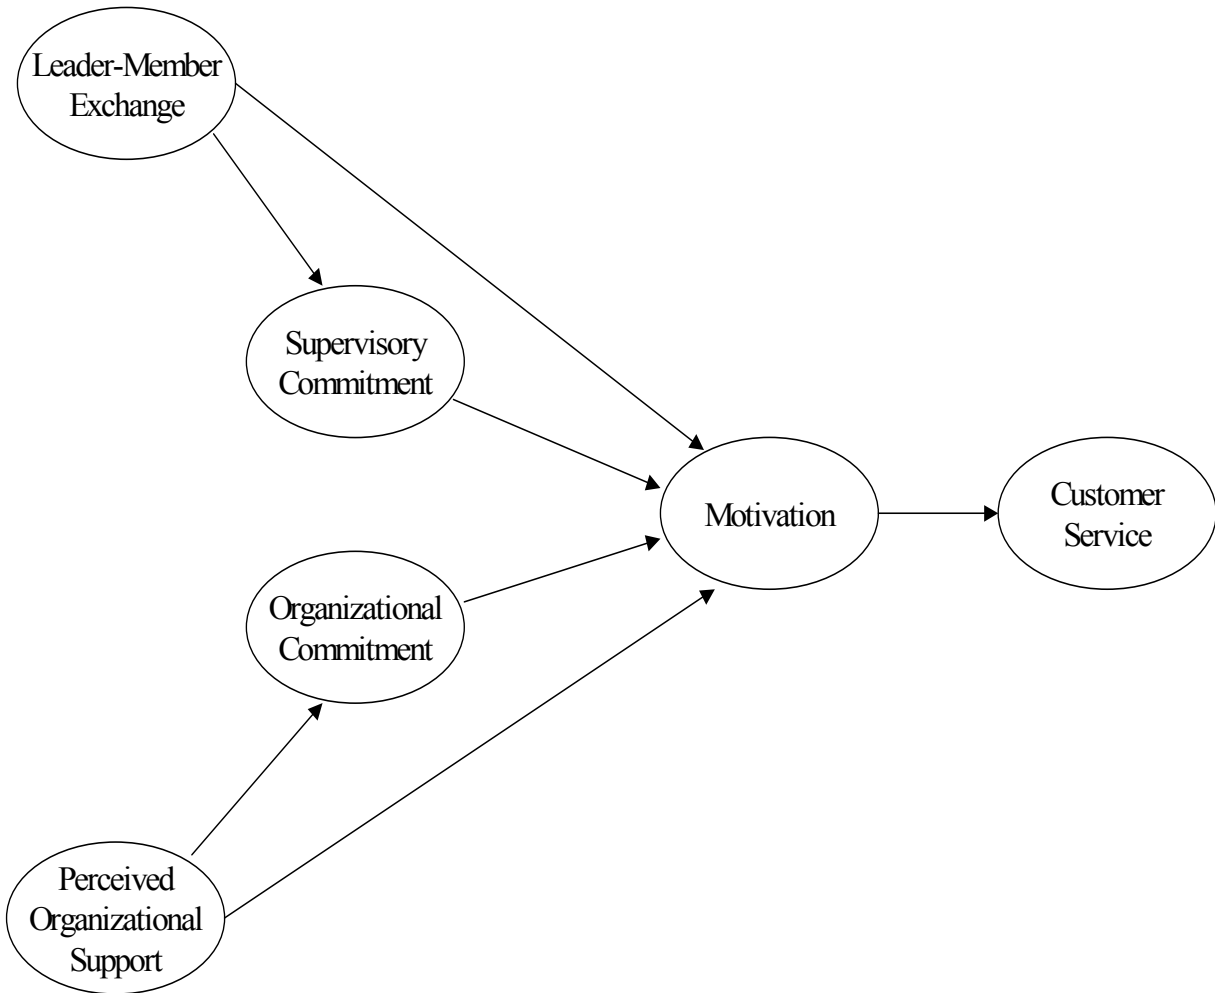 Leader-Member
Exchange
Supervisory
Commitment
Motivation
Customer
Service
Organizational
Commitment
Perceived
Organizational
Support